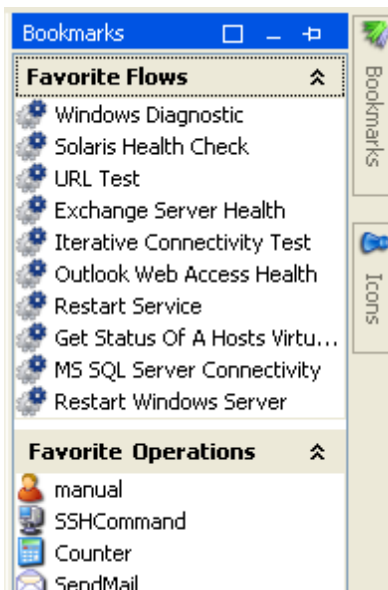 Bookmarks
Favorite Flows
Windows Diagnostic
Solaris Health Check
URL Test
Exchange Server Health
Iterative Connectivity Test
Outlook Web Access Health
Restart Service
Get Status Of A Hosts Virtu...
MS SQL Server Connectivity
Restart Windows Server
Favorite Operations
manual
SSHCommand
Counter
SendMail
Bookmarks
Icons